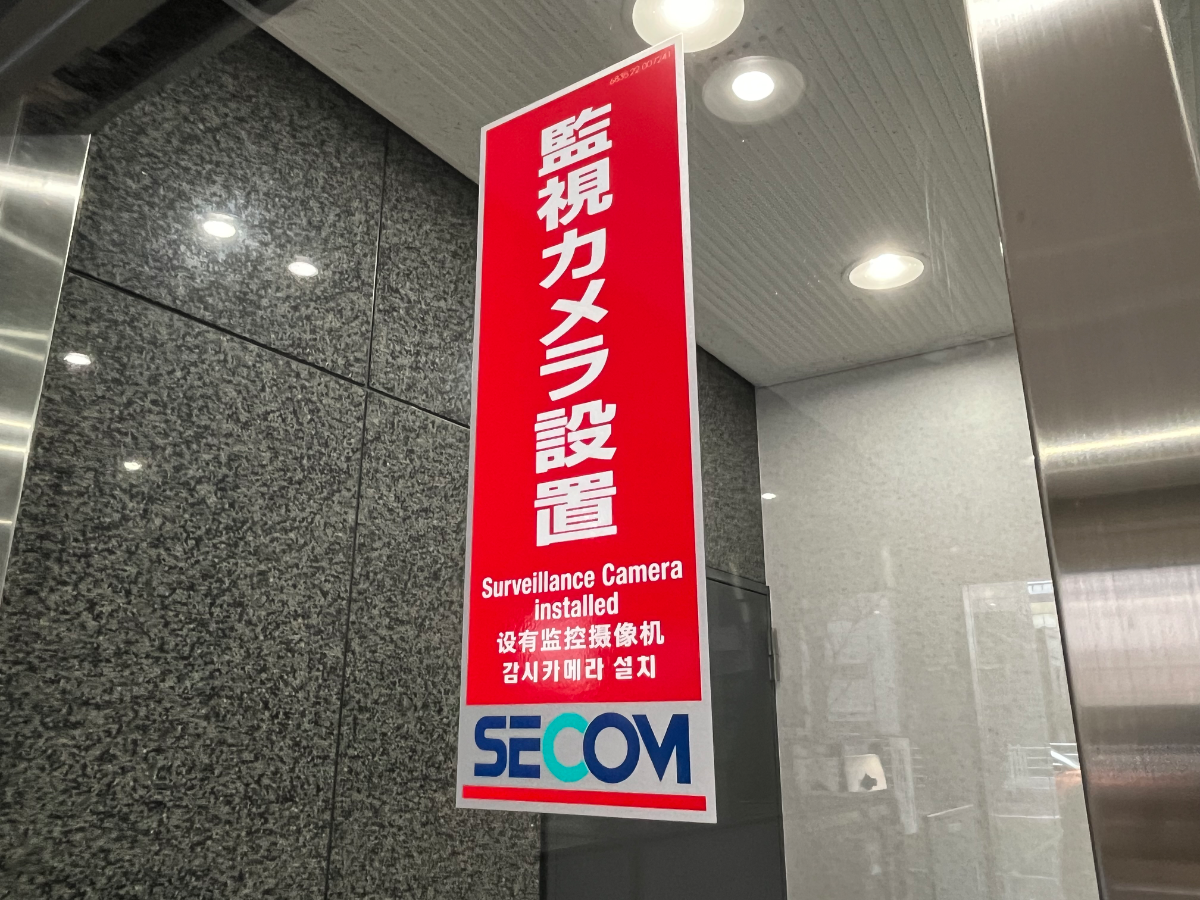 監視カメラ設置
Surveillance Camera
installed
设有监控摄像机
감시카메라 설치
SECOM